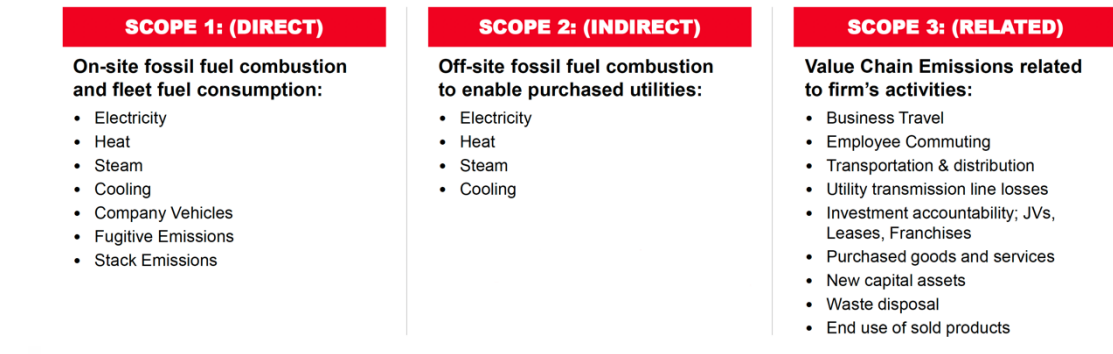 SCOPE 1: (DIRECT)
On-site fossil fuel combustion
and fleet fuel consumption:
• Electricity
• Heat
• Steam
• Cooling
• Company Vehicles
• Fugitive Emissions
• Stack Emissions
SCOPE 2: (INDIRECT)
Off-site fossil fuel combustion
to enable purchased utilities:
• Electricity
• Heat
• Steam
• Cooling
SCOPE 3: (RELATED)
Value Chain Emissions related
to firm's activities:
• Business Travel
• Employee Commuting
• Transportation & distribution
• Utility transmission line losses
• Investment accountability; JVs,
Leases, Franchises
• Purchased goods and services
• New capital assets
• Waste disposal
• End use of sold products